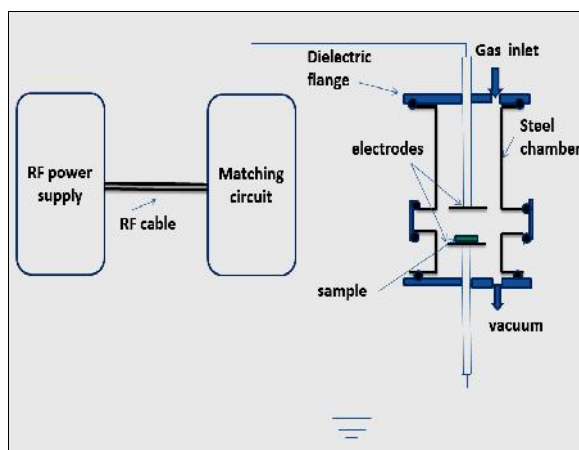 Dielectric
flange
Gas inlet
Steel
chamber
electrodes
RF power
supply
Matching
circuit
RF cable
sample
vacuum